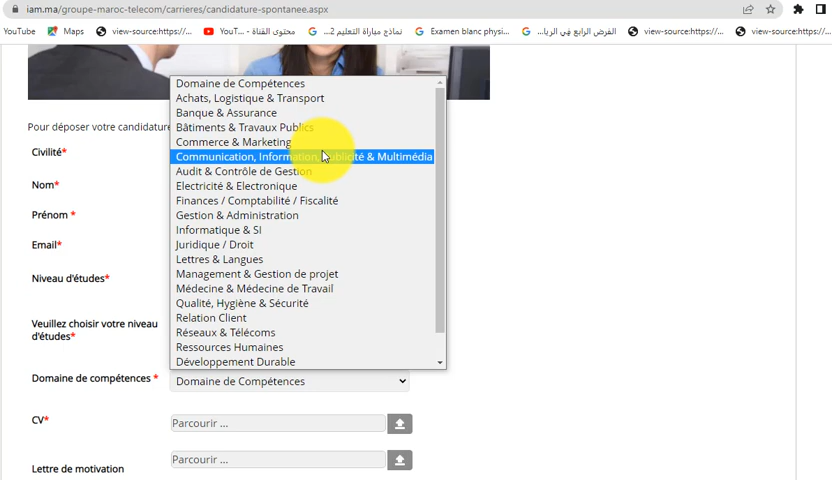 iam.ma/groupe-maroc-telecom/carrieres/candidature-spontanee.aspx
YouTube Maps view-source:https://... YouT... - محتوى القناة نماذج مباراة التعليم 2... Examen blanc physi... الفرض الرابع في الريا... view-source:https://... view-source:https://...
Pour déposer votre candidature
Domaine de Compétences
Achats, Logistique & Transport
Banque & Assurance
Bâtiments & Travaux Publics
Commerce & Marketing
Communication, Information, Publicité & Multimédia
Audit & Contrôle de Gestion
Electricité & Electronique
Finances / Comptabilité / Fiscalité
Gestion & Administration
Informatique & SI
Juridique / Droit
Lettres & Langues
Management & Gestion de projet
Médecine & Médecine de Travail
Qualité, Hygiène & Sécurité
Relation Client
Réseaux & Télécoms
Ressources Humaines
Développement Durable
Civilité*
Nom*
Prénom *
Email*
Niveau d'études*
Veuillez choisir votre niveau
d'études*
Domaine de compétences * Domaine de Compétences
CV* Parcourir ...
Lettre de motivation Parcourir ...